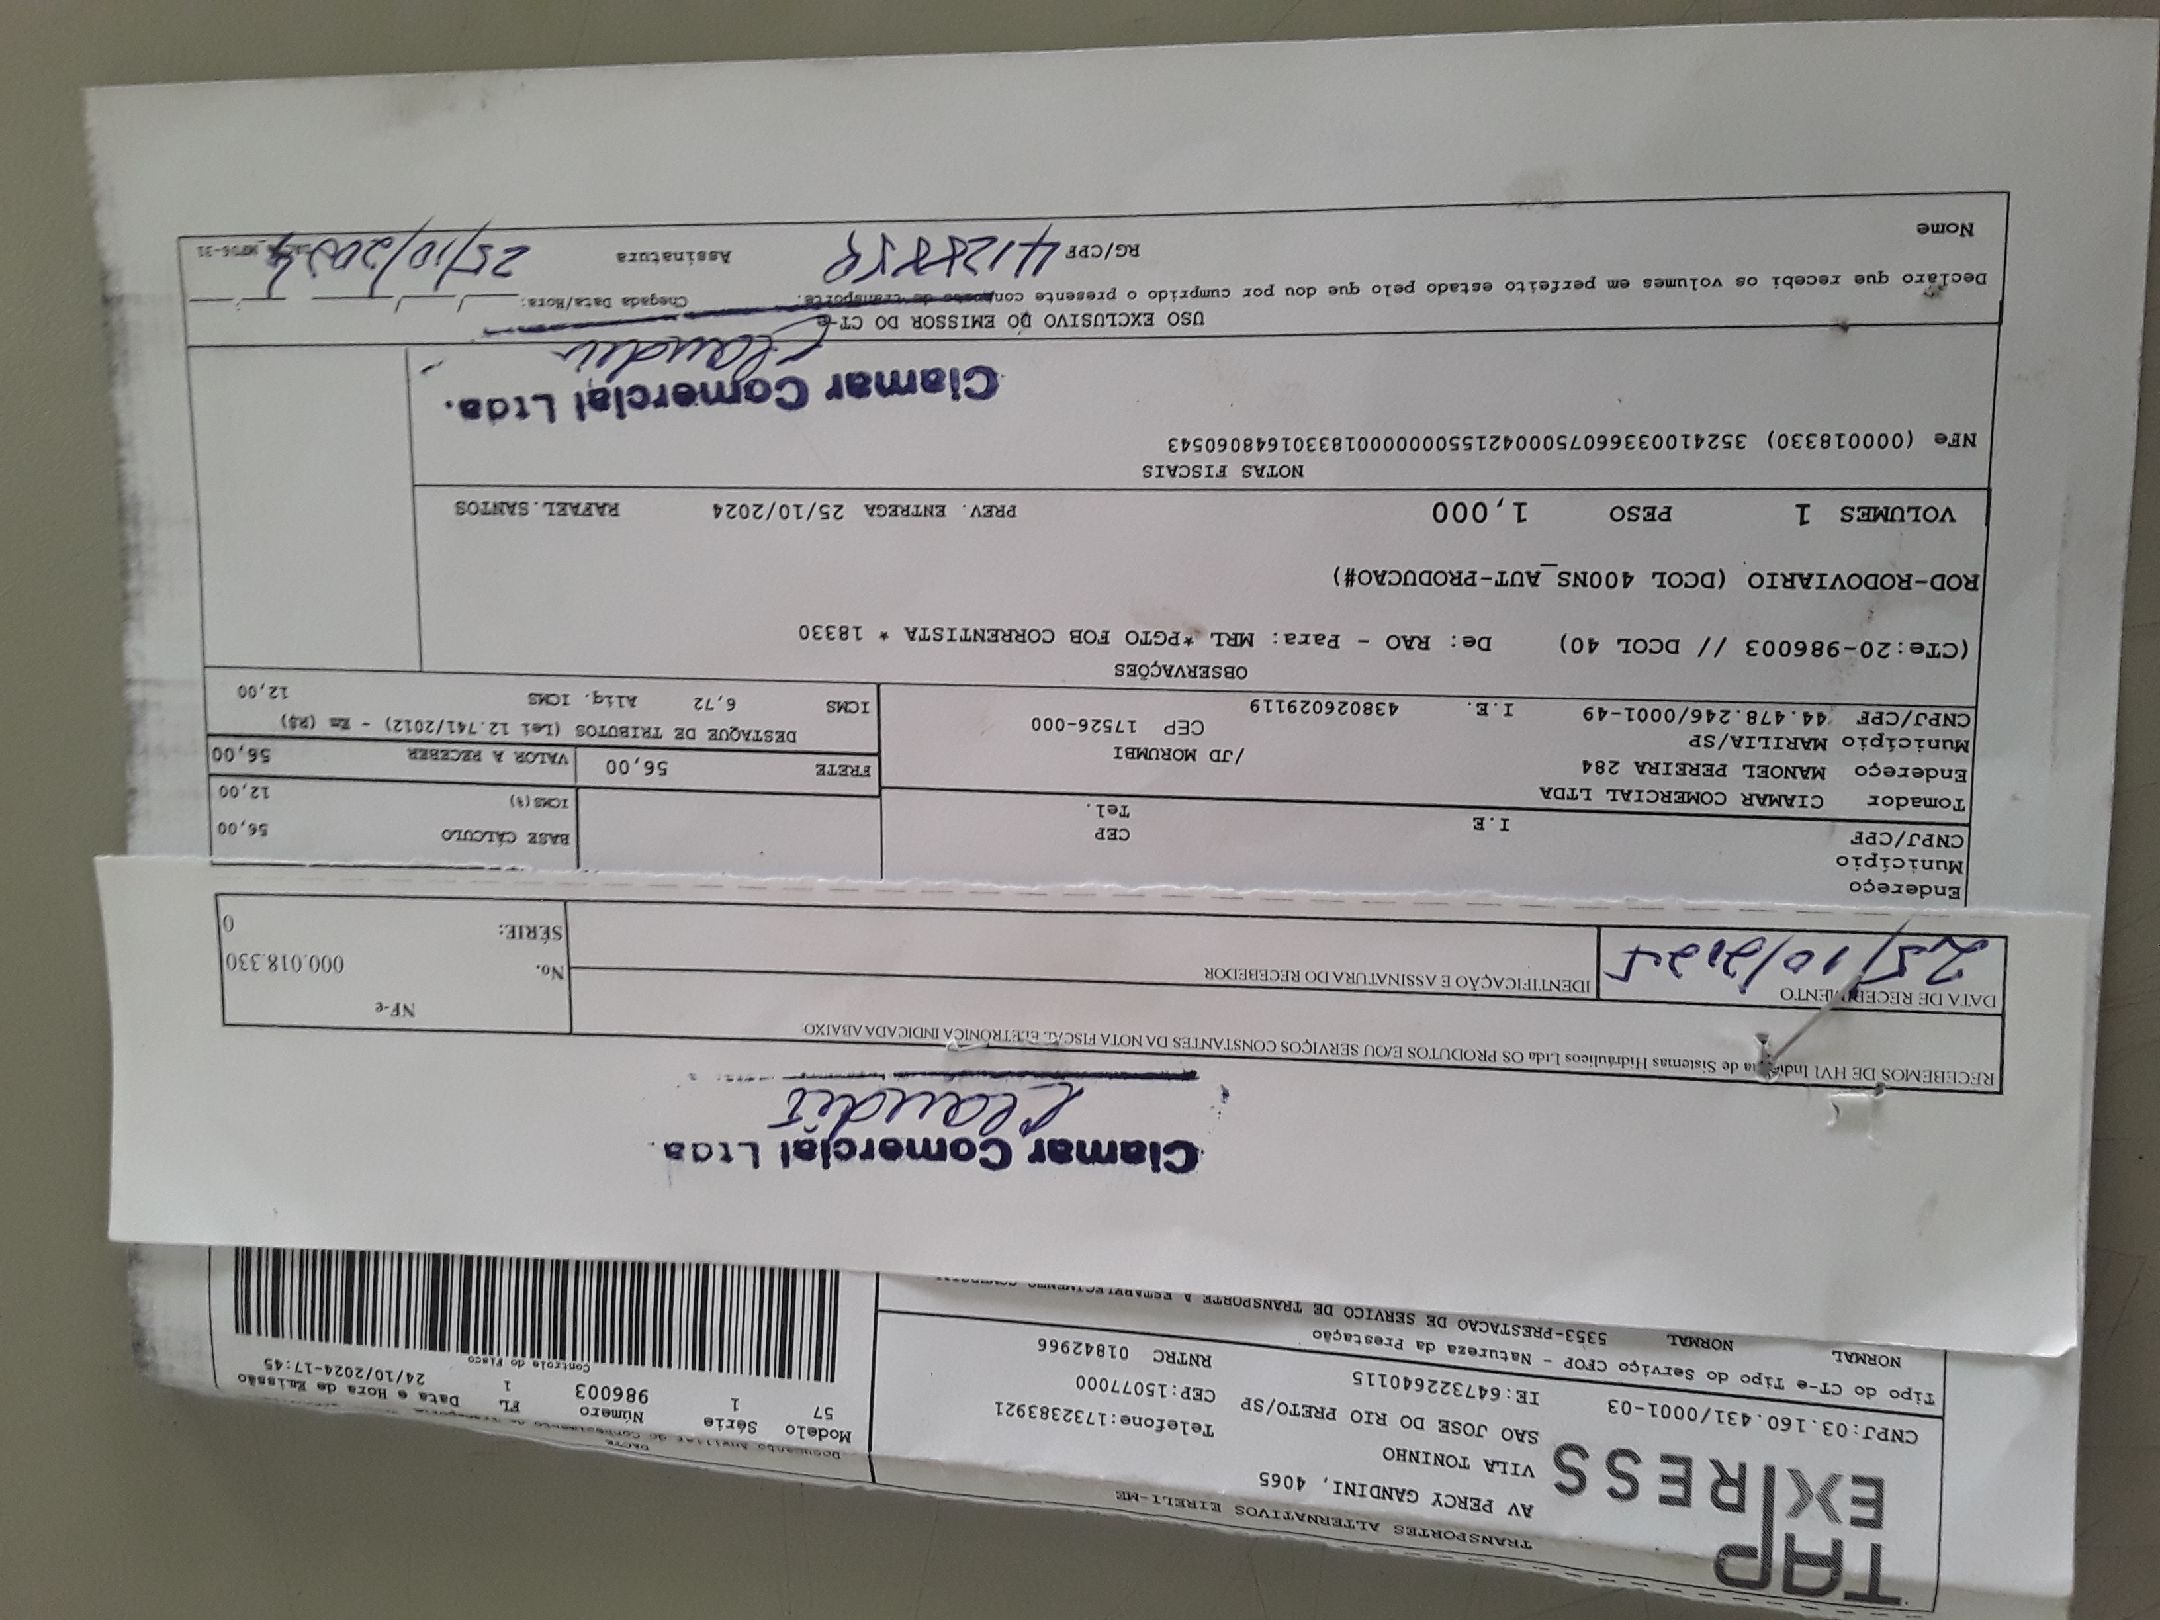 TAP
EXPRESS
TRANSPORTES ALTERNATIVOS EIRELI-ME
AV PERCY GANDINI, 4065
VILA TONINHO Telefone:1732383921
SAO JOSE DO RIO PRETO/SP CEP:15077000
CNPJ:03.160.431/0001-03 IE:647322640115 RNTRC 01842966
Tipo do CT-e Tipo do Serviço CFOP - Natureza da Prestação
NORMAL NORMAL 5353-PRESTACAO DE SERVICO DE TRANSPORTE A ESTABELECIMENTO
DACTE
Modelo Série Número FL Data e Hora de Emissão
57 1 986003 1 24/10/2024-17:45
Controle do Fisco
Ciamar Comercial Ltda.
Claudio
RECEBEMOS DE HVI de Sistemas Hidráulicos Ltda OS PRODUTOS E/OU SERVIÇOS CONSTANTES DA NOTA FISCAL ELETRÔNICA INDICADA ABAIXO
DATA DE RECEBIMENTO IDENTIFICAÇÃO E ASSINATURA DO RECEBEDOR
25/10/
NF-e
No. 000.018.330
SÉRIE: 0
Endereço
Município CEP
CNPJ/CPF I.E Tel.
BASE CÁLCULO 56,00
ICMS(%) 12,00
Tomador CIAMAR COMERCIAL LTDA
Endereço MANOEL PEREIRA 284 /JD MORUMBI
Município MARILIA/SP CEP 17526-000
CNPJ/CPF 44.478.246/0001-49 I.E. 438026029119
FRETE 56,00 VALOR A RECEBER 56,00
DESTAQUE DE TRIBUTOS (Lei 12.741/2012) - Em (R$)
ICMS 6,72 Aliq. ICMS 12,00
OBSERVAÇÕES
(CTe:20-986003 // DCOL 40) De: RAO - Para: MRL *PGTO FOB CORRENTISTA * 18330
ROD-RODOVIARIO (DCOL 400NS_AUT-PRODUCAO#)
VOLUMES 1 PESO 1,000 PREV. ENTREGA 25/10/2024 RAFAEL.SANTOS
NOTAS FISCAIS
NFe (000018330) 35241003366075000421550000000183301648060543
Ciamar Comercial Ltda.
USO EXCLUSIVO DO EMISSOR DO CT-e
Declaro que recebi os volumes em perfeito estado pelo que dou por cumprido o presente de transporte. Chegada Data/Hora:
Nome RG/CPF Assinatura 25/10/2024